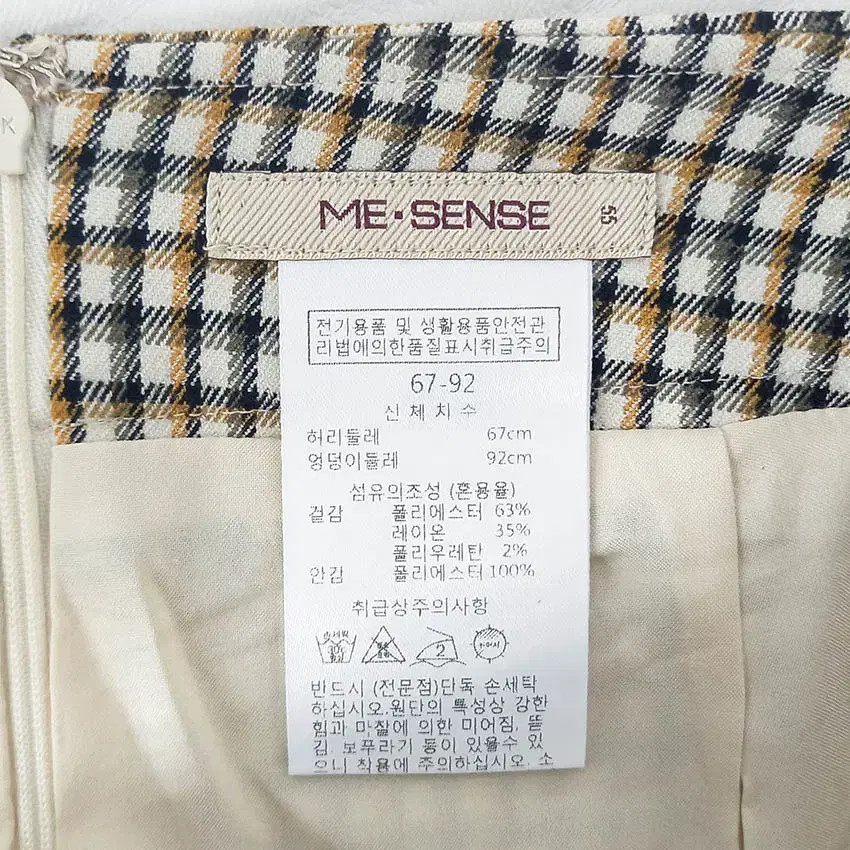 K
ME·SENSE 55
전기용품 및 생활용품안전관
리법에의한품질표시취급주의
67-92
신체치수
허리둘레 67cm
엉덩이둘레 92cm
섬유의조성 (혼용율)
겉감 폴리에스터 63%
레이온 35%
폴리우레탄 2%
안감 폴리에스터 100%
취급상주의사항
손세탁
30℃
중성
2
반드시 (전문점)단독 손세탁
하십시오.원단의 특성상 강한
힘과 마찰에 의한 미어짐, 뜯
김, 보푸라기 등이 있을수 있
으니 착용에 주의하십시오. 소